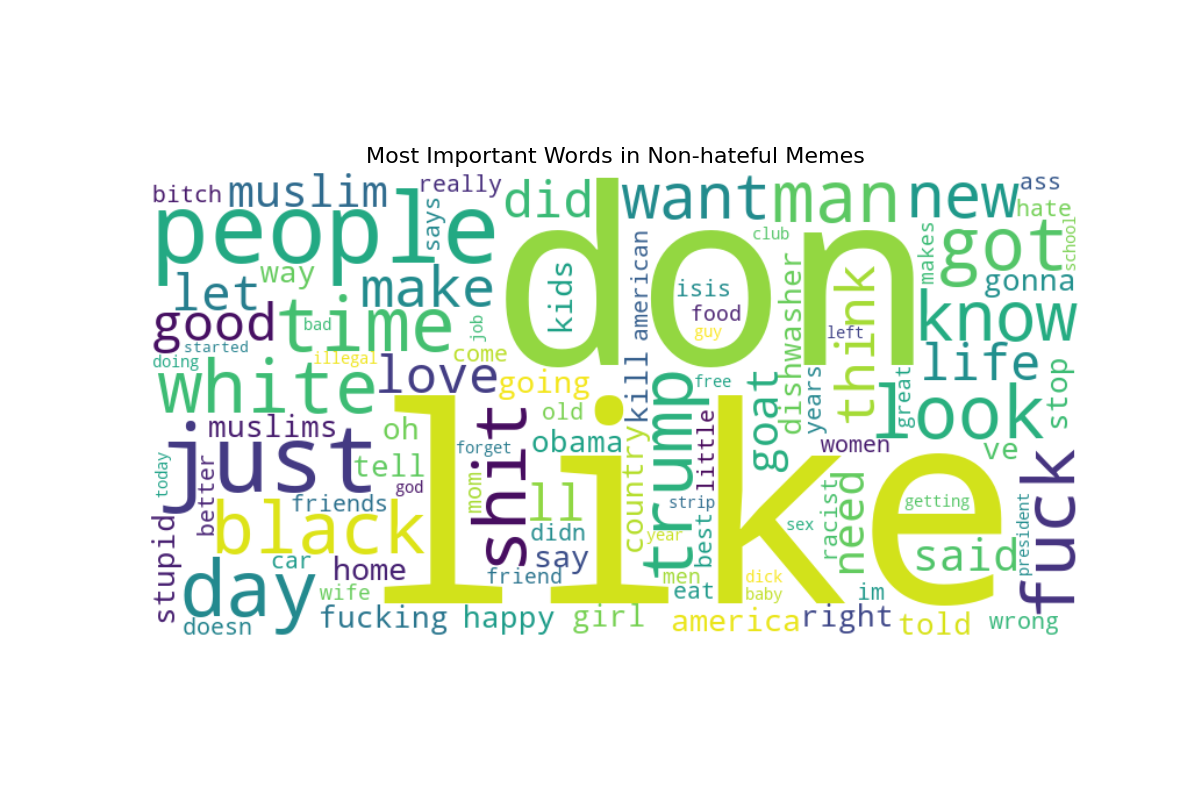 Most Important Words in Non-hateful Memes
bitch
muslim
really
did
want
man
new
ass
people
says
don
club
makes
got
hate
school
let
way
make
kids
american
isis
food
guy
dishwasher
think
left
gonna
know
good
time
bad
job
started
doing
illegal
come
white
love
going
kill
free
years
great
life
stop
look
muslims
just
oh
shit
old
like
obama
country
trump
little
goat
women
ve
today
better
tell
god
forget
friends
mom
ll
strip
sex
racist
need
getting
president
fuck
black
didn
year
best
said
stupid
day
car
home
say
friend
men
dick
baby
eat
im
wife
doesn
fucking
happy
girl
america
right
told
wrong